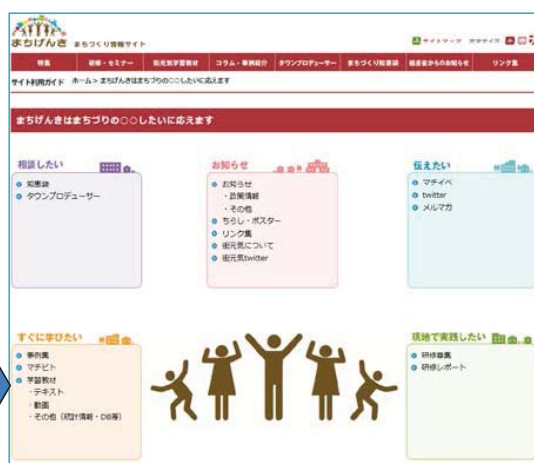 まちげんき まちづくり情報サイト
サイトマップ 文字サイズ
特集 研修・セミナー 街元気学習教材 コラム・事例紹介 タウンプロデューサー まちづくり知恵袋 経産省からのお知らせ リンク集
サイト利用ガイド ホーム > まちげんきはまちづりの○○したいに応えます
まちげんきはまちづりの○○したいに応えます
相談したい
知恵袋
タウンプロデューサー
お知らせ
お知らせ
・政策情報
・その他
ちらし・ポスター
リンク集
街元気について
街元気twitter
伝えたい
マチイベ
twitter
メルマガ
すぐに学びたい
事例集
マチビト
学習教材
・テキスト
・動画
・その他（統計情報・DB等）
現地で実践したい
研修募集
研修レポート